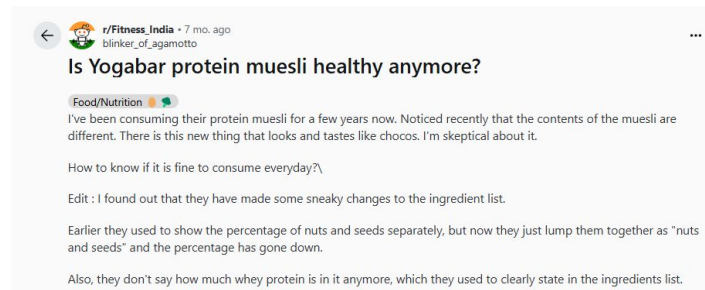 r/Fitness_India • 7 mo. ago
blinker_of_agamotto
Is Yogabar protein muesli healthy anymore?
Food/Nutrition
I've been consuming their protein muesli for a few years now. Noticed recently that the contents of the muesli are
different. There is this new thing that looks and tastes like chocos. I'm skeptical about it.
How to know if it is fine to consume everyday?\
Edit : I found out that they have made some sneaky changes to the ingredient list.
Earlier they used to show the percentage of nuts and seeds separately, but now they just lump them together as "nuts
and seeds" and the percentage has gone down.
Also, they don't say how much whey protein is in it anymore, which they used to clearly state in the ingredients list.